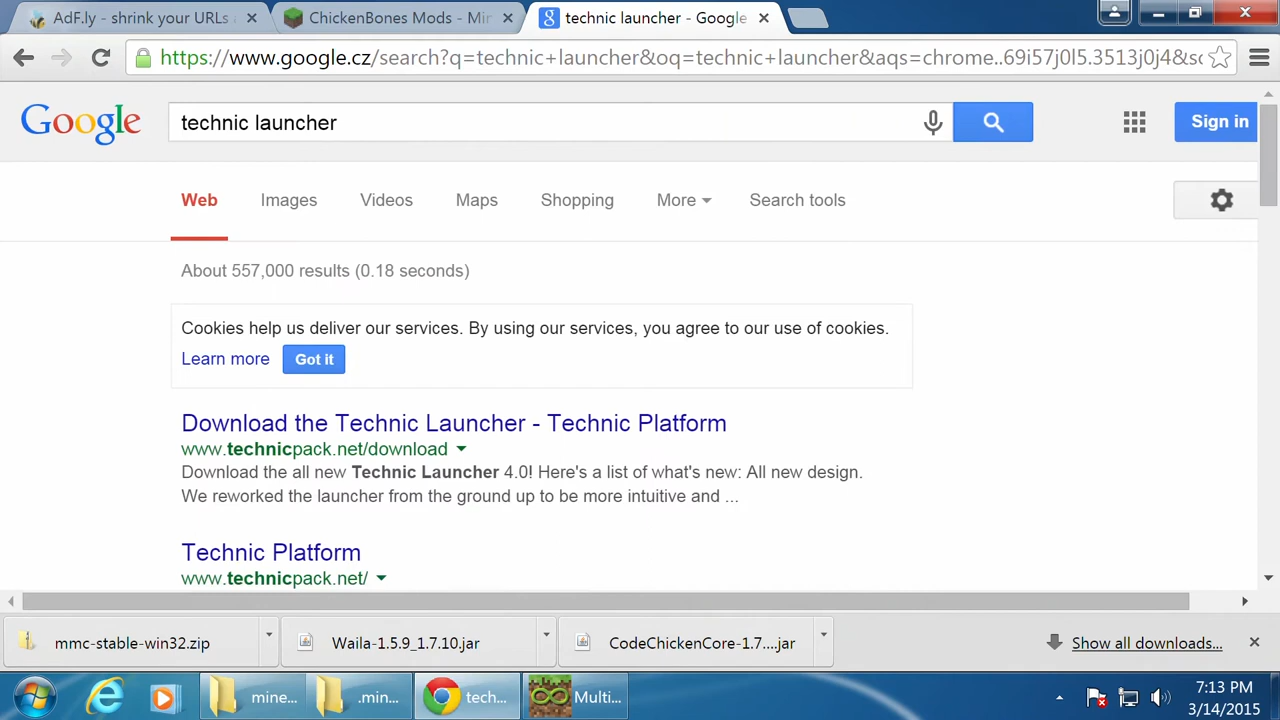 AdF.ly - shrink your URLs
ChickenBones Mods - Min
technic launcher - Google
https://www.google.cz/search?q=technic+launcher&oq=technic+launcher&aqs=chrome..69i57j0l5.3513j0j4&sc
Google
technic launcher
Sign in
Web
Images
Videos
Maps
Shopping
More
Search tools
About 557,000 results (0.18 seconds)
Cookies help us deliver our services. By using our services, you agree to our use of cookies.
Learn more
Got it
Download the Technic Launcher - Technic Platform
www.technicpack.net/download
Download the all new Technic Launcher 4.0! Here's a list of what's new: All new design.
We reworked the launcher from the ground up to be more intuitive and ...
Technic Platform
www.technicpack.net/
mmc-stable-win32.zip
Waila-1.5.9_1.7.10.jar
CodeChickenCore-1.7....jar
Show all downloads...
mine...
.min...
tech...
Multi...
7:13 PM
3/14/2015